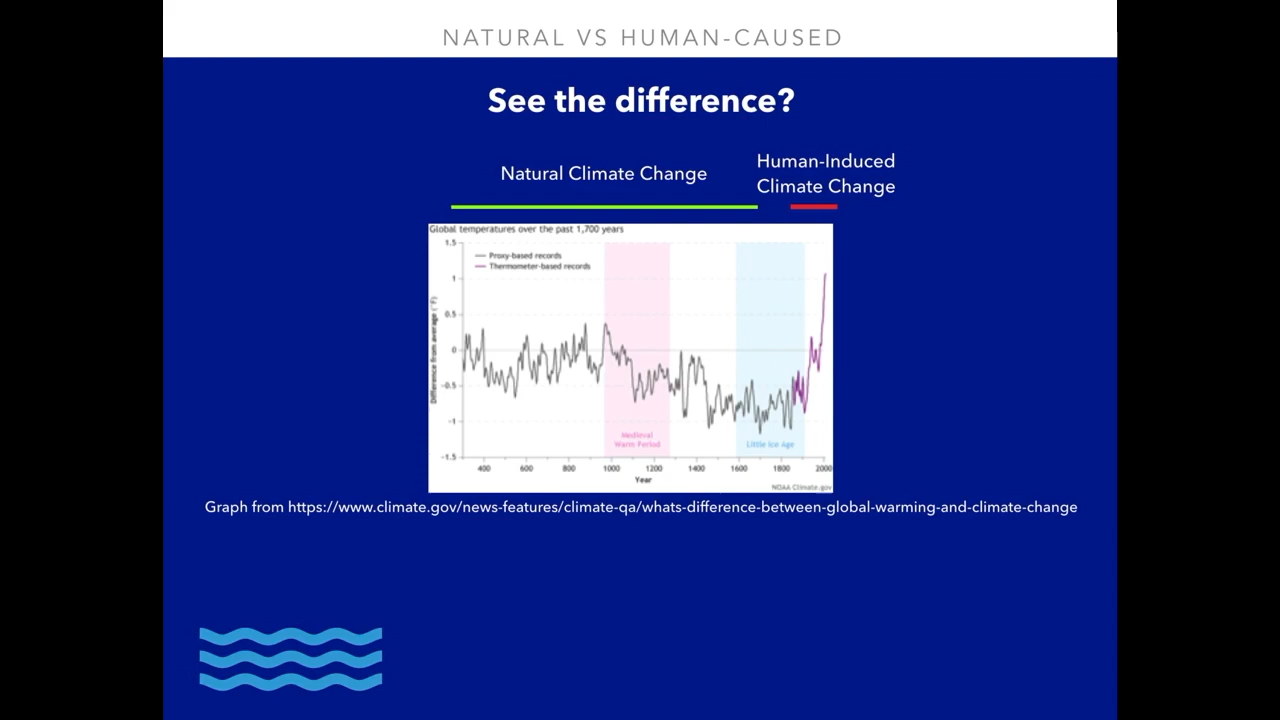 NATURAL VS HUMAN-CAUSED
See the difference?
Natural Climate Change
Human-Induced
Climate Change
Global temperatures over the past 1,700 years
1.5
1
0.5
0
-0.5
-1
-1.5
Difference from average (°F)
Proxy-based records
Thermometer-based records
Medieval
Warm Period
Little Ice Age
400 600 800 1000 1200 1400 1600 1800 2000
Year
NOAA Climate.gov
Graph from https://www.climate.gov/news-features/climate-qa/whats-difference-between-global-warming-and-climate-change